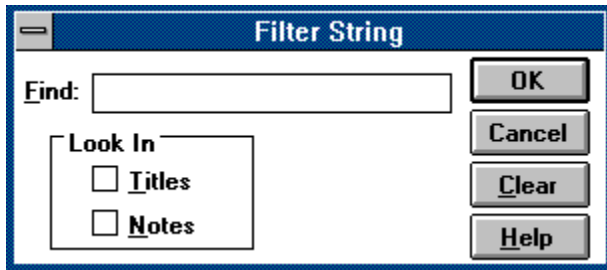 Filter String
Find:
OK
Look In
Cancel
Titles
Clear
Notes
Help